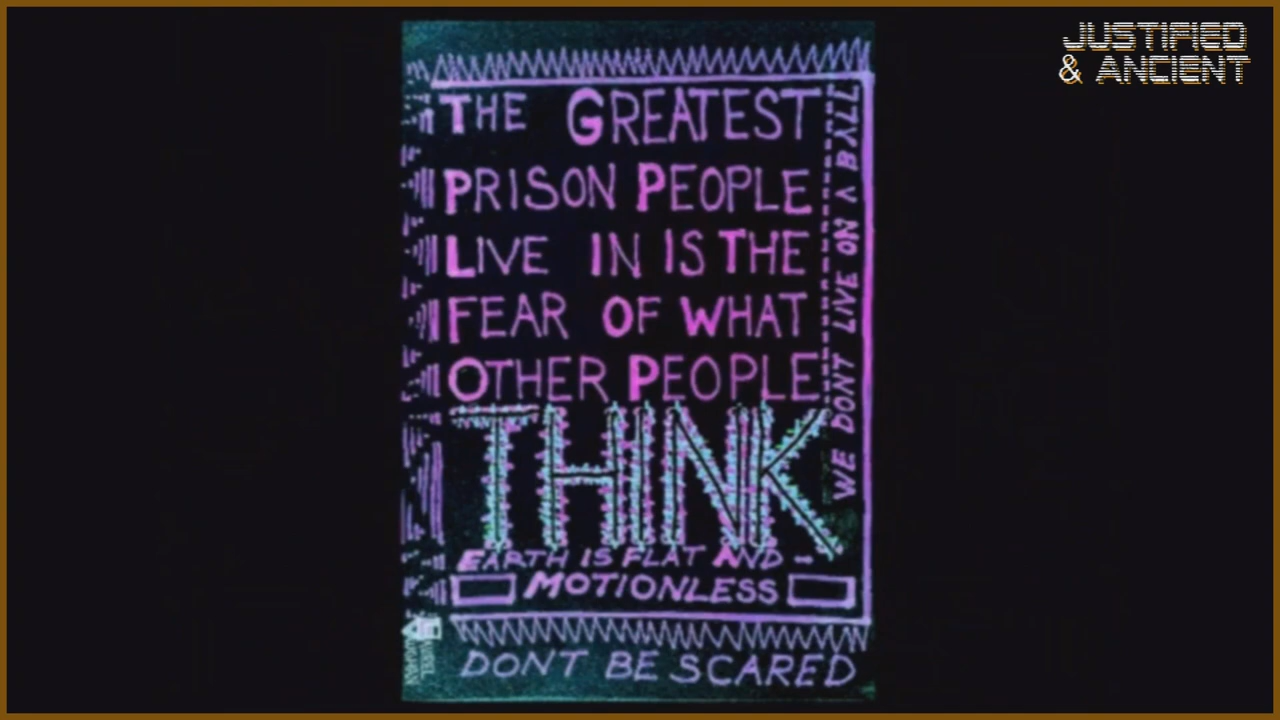 JUSTIFIED
& ANCIENT
THE GREATEST
PRISON PEOPLE
LIVE IN IS THE
FEAR OF WHAT
OTHER PEOPLE
THINK
EARTH IS FLAT AND -
MOTIONLESS
DONT BE SCARED
WE DONT LIVE ON A BALL